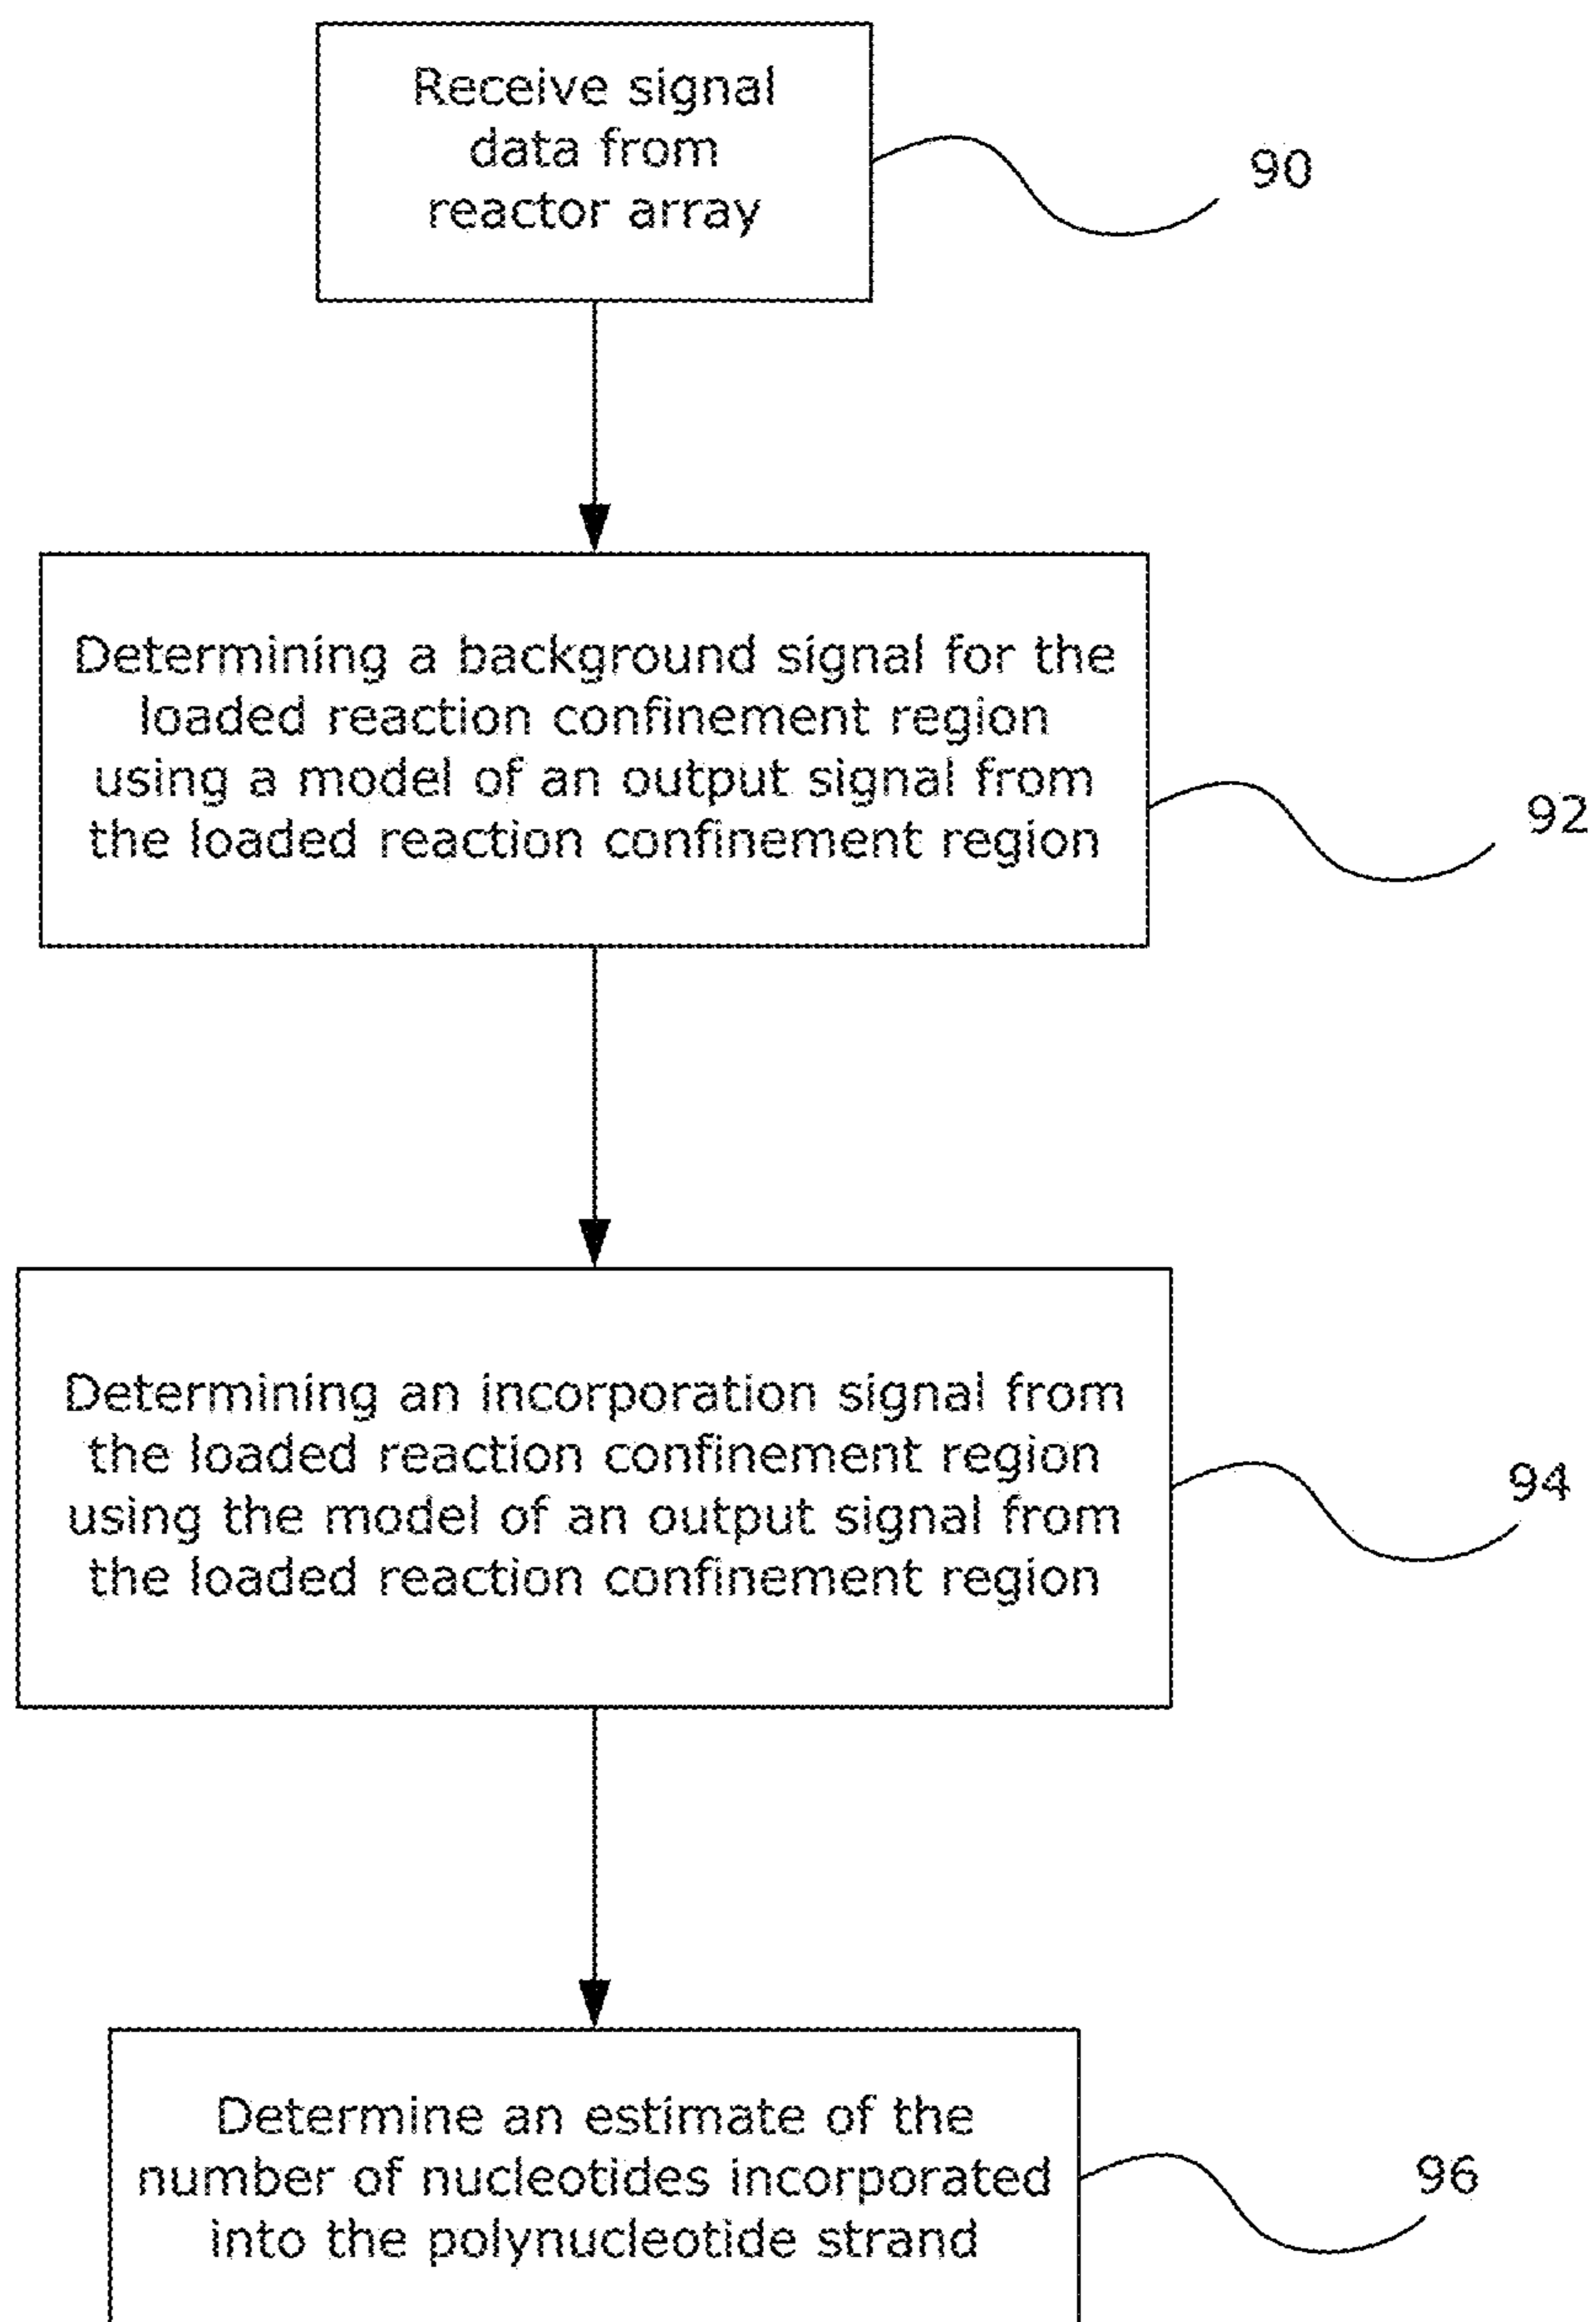 Receive signal
data from
reactor array
90
Determining a background signal for the
loaded reaction confinement region
using a model of an output signal from
the loaded reaction confinement region
92
Determining an incorporation signal from
the loaded reaction confinement region
using the model of an output signal from
the loaded reaction confinement region
94
Determine an estimate of the
number of nucleotides incorporated
into the polynucleotide strand
96